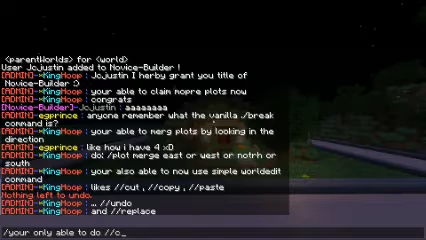 <parentWorlds> for <world>
User Jcjustin added to Novice-Builder !
[ADMIN]-KingHoop : Jcjustin I herby grant you title of
Novice-Builder :)
[ADMIN]-KingHoop : your able to claim mopre plots now
[ADMIN]-KingHoop : congrats
[Novice-Builder]-Jcjustin : aaaaaaa
[ADMIN]-egprince : anyone remember what the vanilla ./break
command is?
[ADMIN]-KingHoop : your able to merg plots by looking in the
direction
[ADMIN]-egprince : like how i have 4 xD
[ADMIN]-KingHoop : do: /plot merge east or west or notrh or
south
[ADMIN]-KingHoop : your also able to now use simple worldedit
command
[ADMIN]-KingHoop : likes //cut , //copy , //paste
Nothing left to undo.
[ADMIN]-KingHoop : ... //undo
[ADMIN]-KingHoop : and //replace
/your only able to do //c_